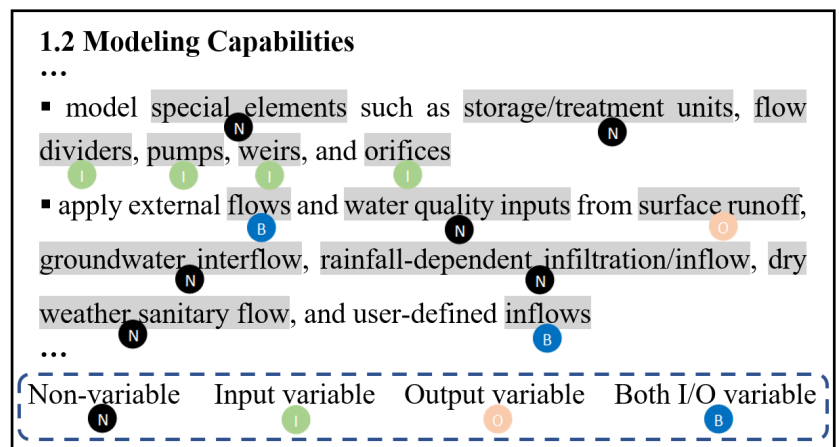 1.2 Modeling Capabilities
...
▪ model special elements such as storage/treatment units, flow
N N
dividers, pumps, weirs, and orifices
I I I I
▪ apply external flows and water quality inputs from surface runoff,
B N O
groundwater interflow, rainfall-dependent infiltration/inflow, dry
N N
weather sanitary flow, and user-defined inflows
N B
...
Non-variable Input variable Output variable Both I/O variable
N I O B